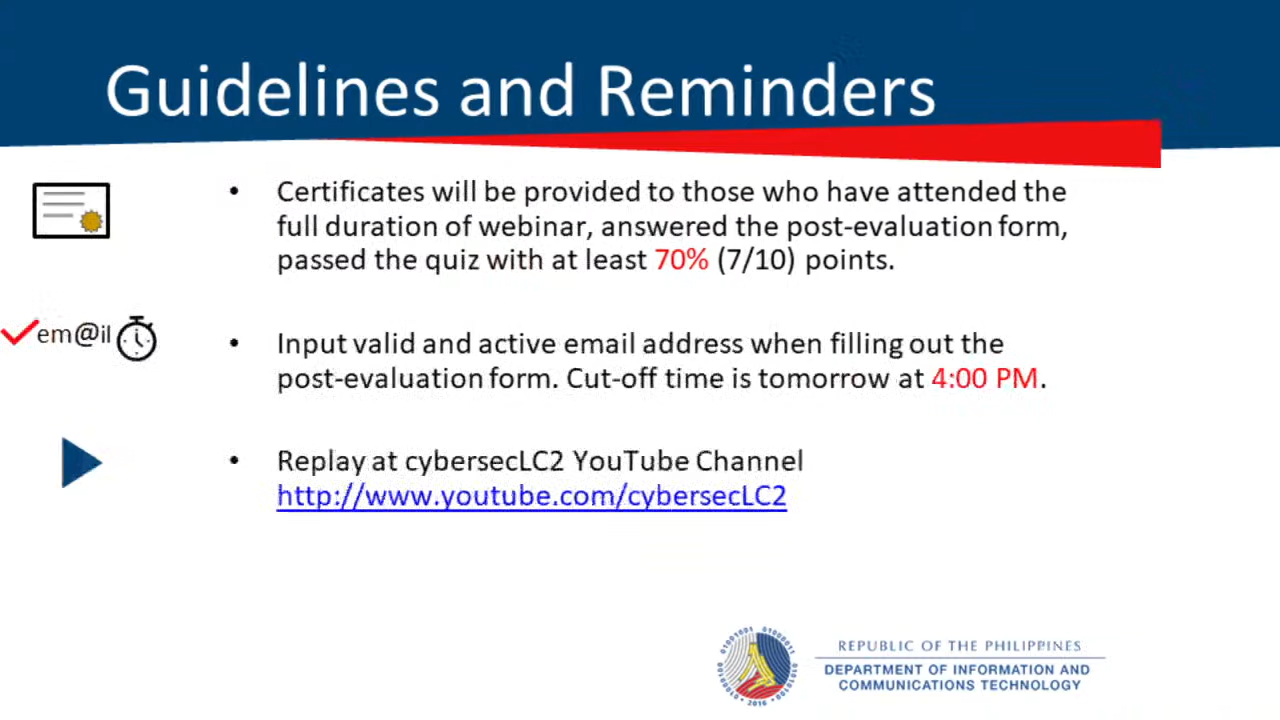 Guidelines and Reminders
• Certificates will be provided to those who have attended the
full duration of webinar, answered the post-evaluation form,
passed the quiz with at least 70% (7/10) points.
em@il
• Input valid and active email address when filling out the
post-evaluation form. Cut-off time is tomorrow at 4:00 PM.
• Replay at cybersecLC2 YouTube Channel
http://www.youtube.com/cybersecLC2
REPUBLIC OF THE PHILIPPINES
DEPARTMENT OF INFORMATION AND
COMMUNICATIONS TECHNOLOGY
2016